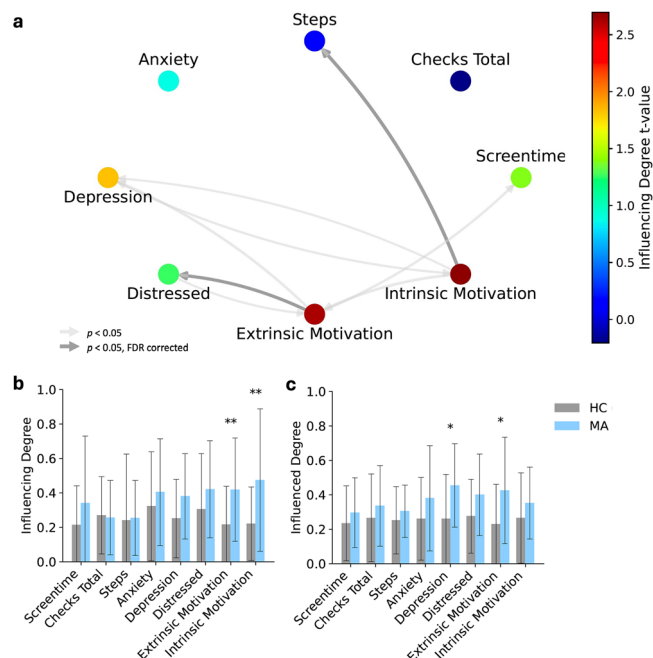 a
Steps
Anxiety
Checks Total
Screentime
Depression
Distressed
Intrinsic Motivation
Extrinsic Motivation
p < 0.05
p < 0.05, FDR corrected
2.5
2.0
1.5
1.0
0.5
0.0
Influencing Degree t-value
b
1.0
0.8
0.6
0.4
0.2
0.0
Influencing Degree
**
**
Screentime
Checks Total
Steps
Anxiety
Depression
Distressed
Extrinsic Motivation
Intrinsic Motivation
c
1.0
0.8
0.6
0.4
0.2
0.0
Influenced Degree
*
*
Screentime
Checks Total
Steps
Anxiety
Depression
Distressed
Extrinsic Motivation
Intrinsic Motivation
HC
MA